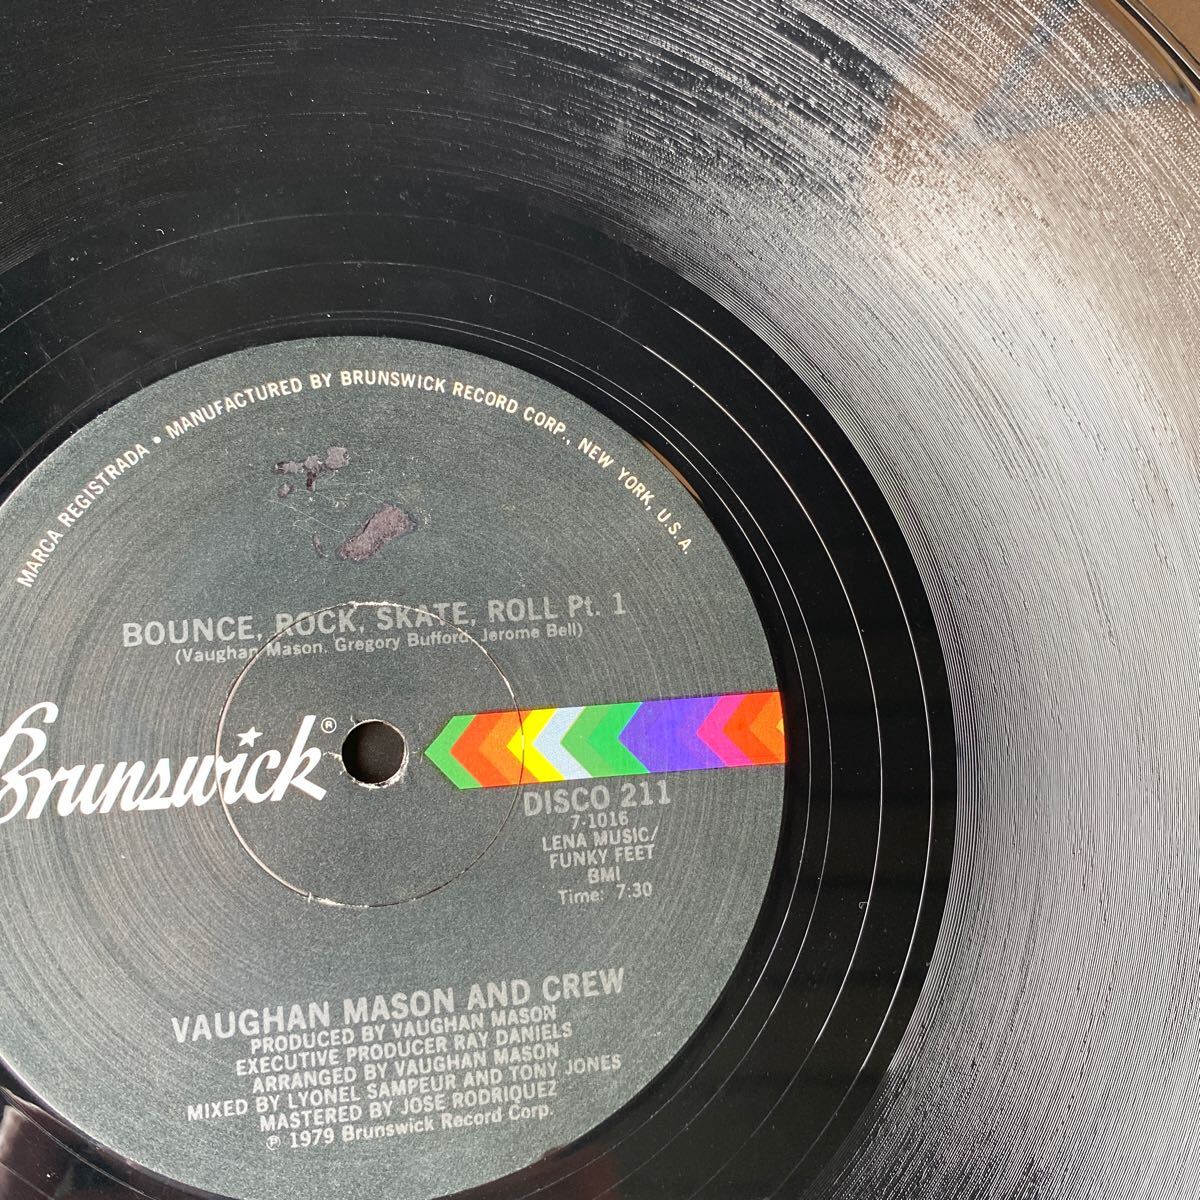 MARCA REGISTRADA • MANUFACTURED BY BRUNSWICK RECORD CORP., NEW YORK, U.S.A.
BOUNCE, ROCK, SKATE, ROLL Pt. 1
(Vaughan Mason, Gregory Bufford, Jerome Bell)
Brunswick®
DISCO 211
7-1016
LENA MUSIC/
FUNKY FEET
BMI
Time: 7:30
VAUGHAN MASON AND CREW
PRODUCED BY VAUGHAN MASON
EXECUTIVE PRODUCER RAY DANIELS
ARRANGED BY VAUGHAN MASON
MIXED BY LYONEL SAMPEUR AND TONY JONES
MASTERED BY JOSE RODRIQUEZ
℗ 1979 Brunswick Record Corp.